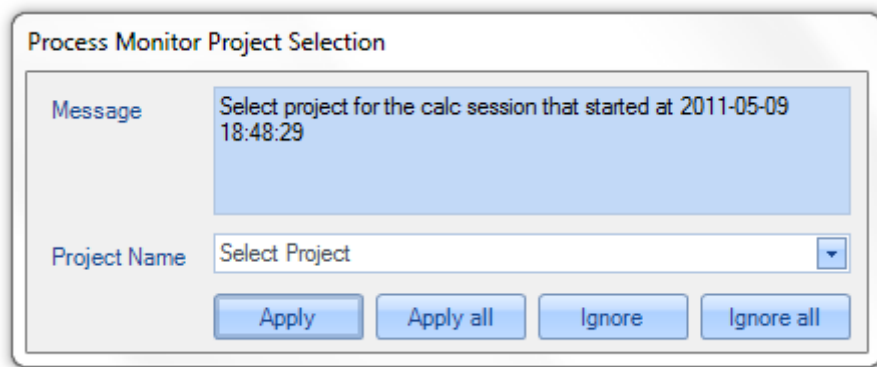 Process Monitor Project Selection
Message
Select project for the calc session that started at 2011-05-09
18:48:29
Project Name
Select Project
Apply
Apply all
Ignore
Ignore all